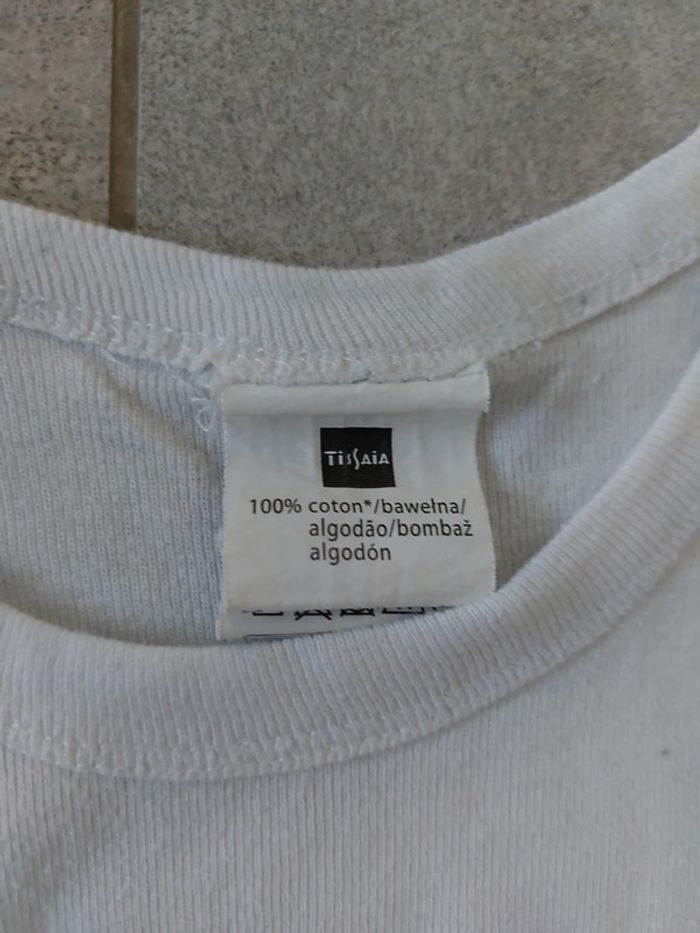 TISSAIA
100% coton*/bawełna/
algodão/bombaž
algodón